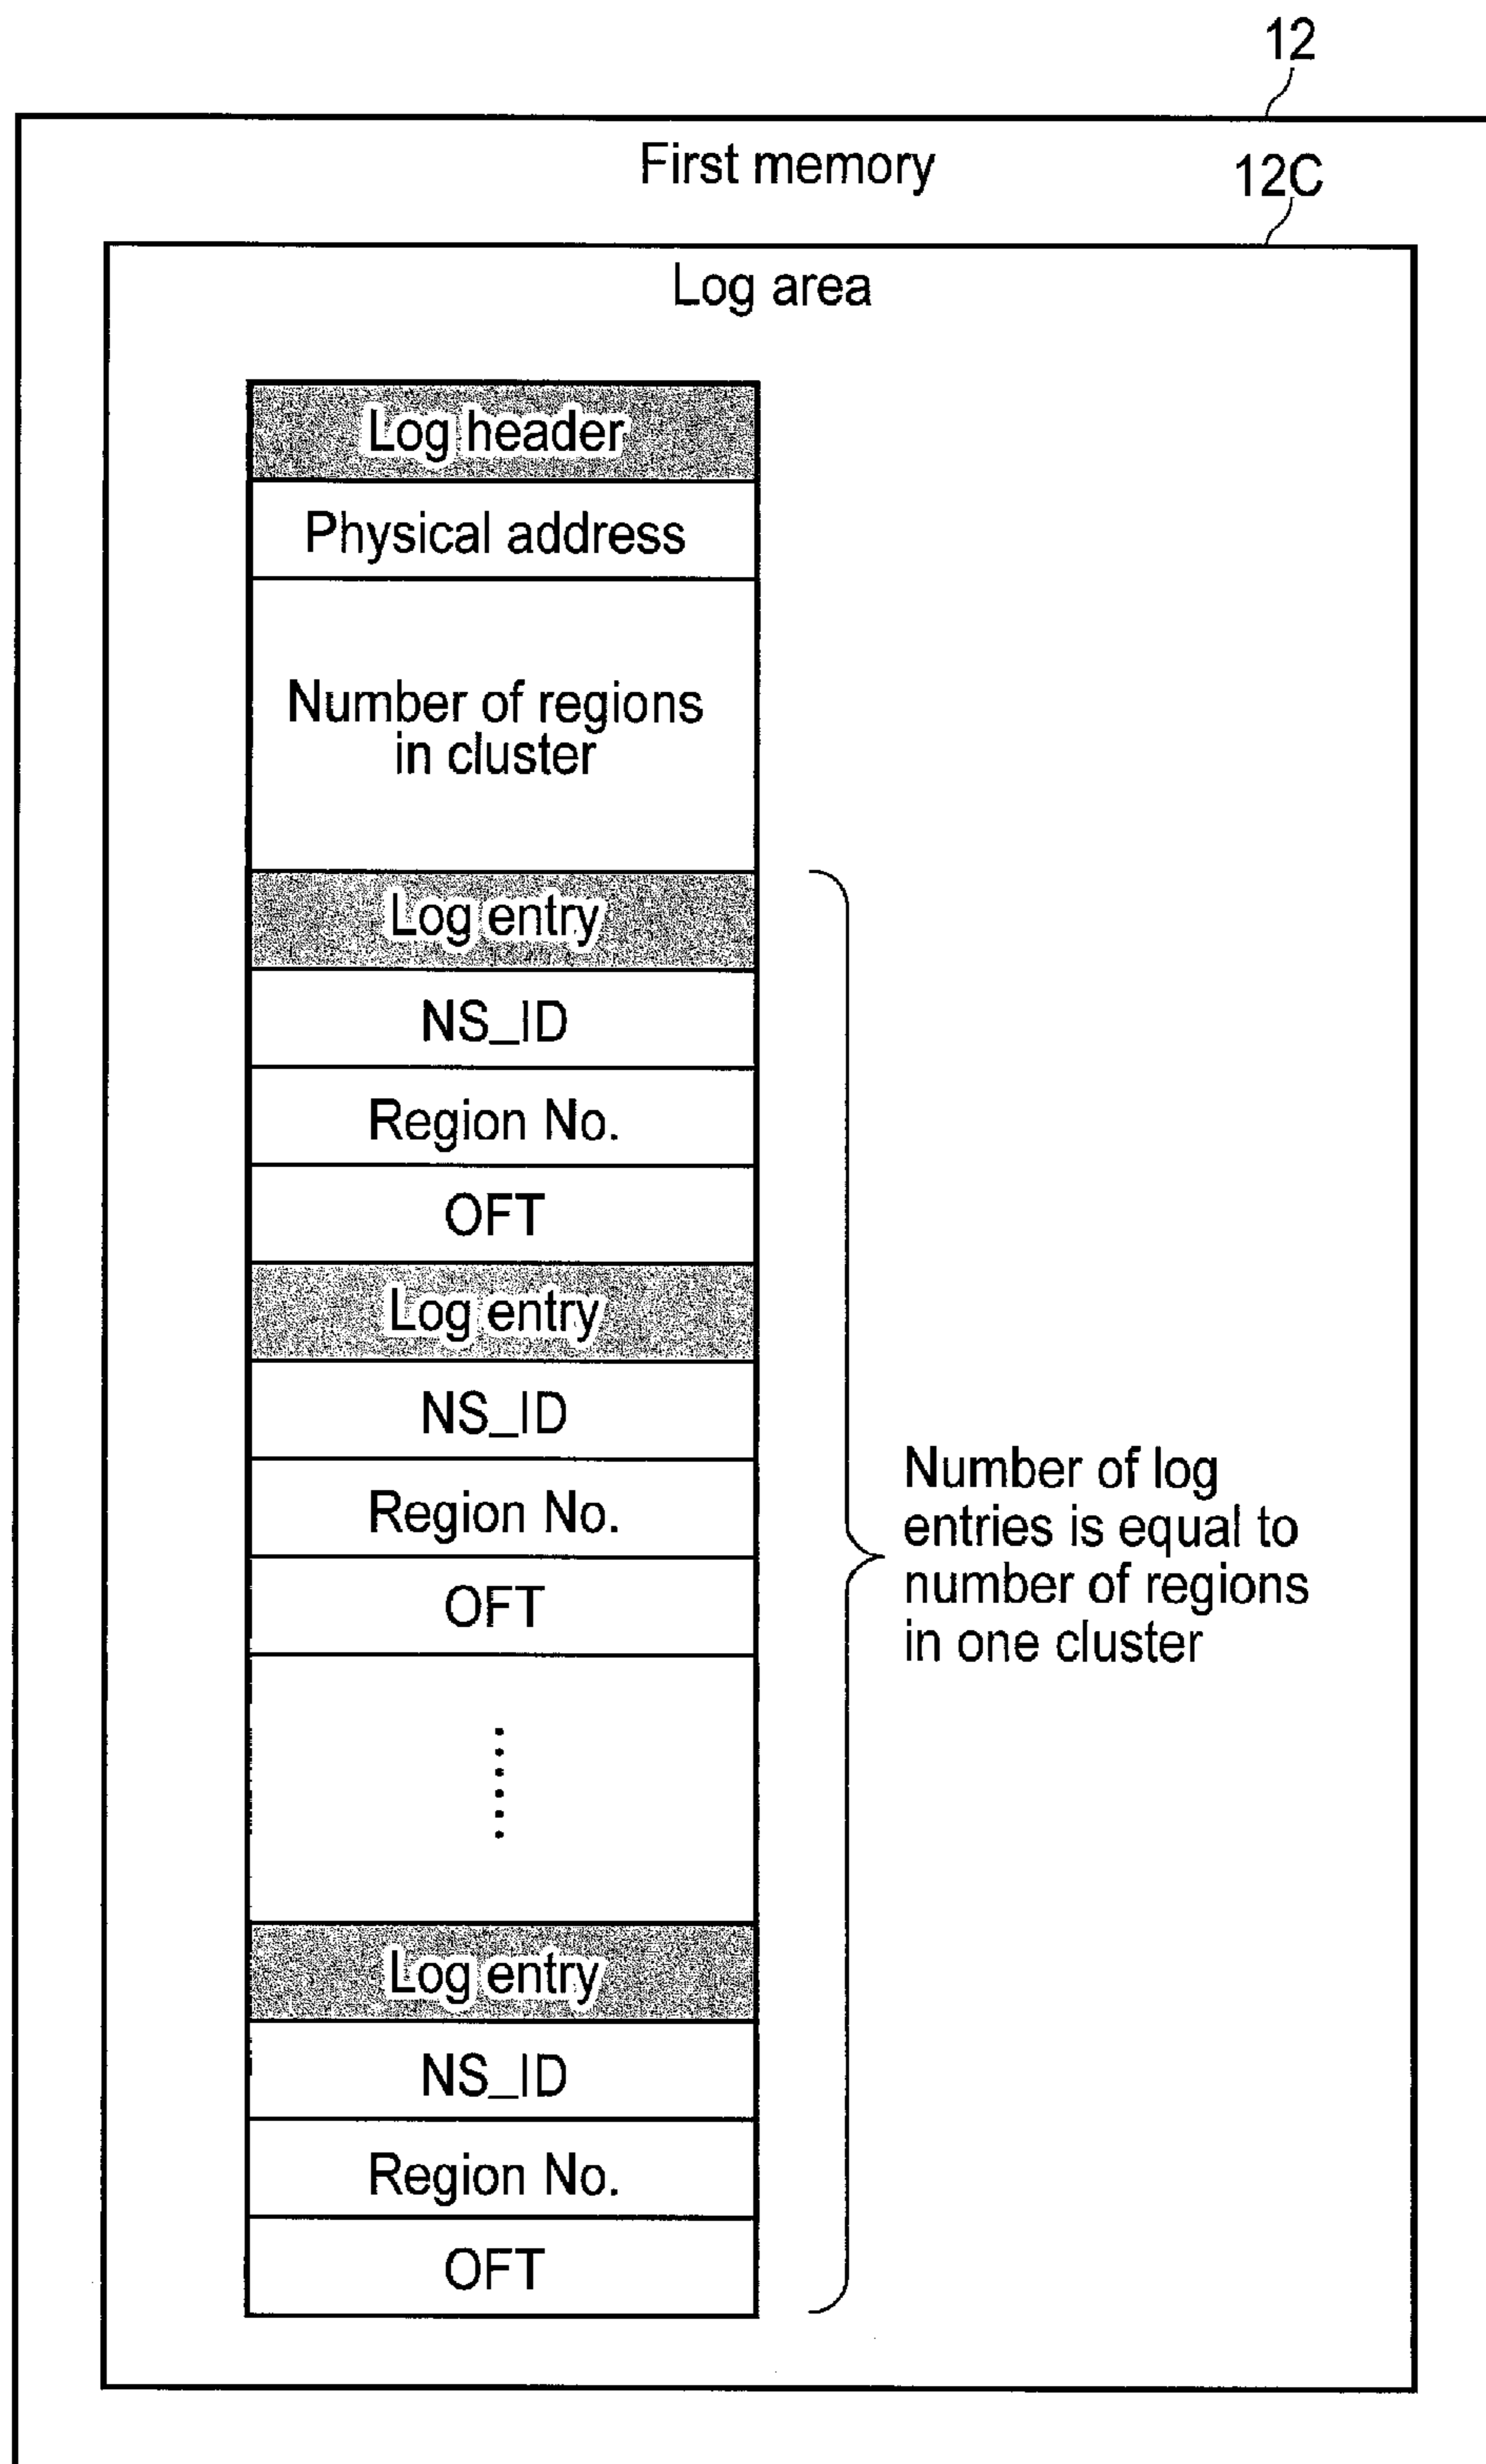 12
First memory
12C
Log area
Log header
Physical address
Number of regions
in cluster
Log entry
NS_ID
Region No.
OFT
Log entry
NS_ID
Region No.
OFT
Number of log
entries is equal to
number of regions
in one cluster
Log entry
NS_ID
Region No.
OFT